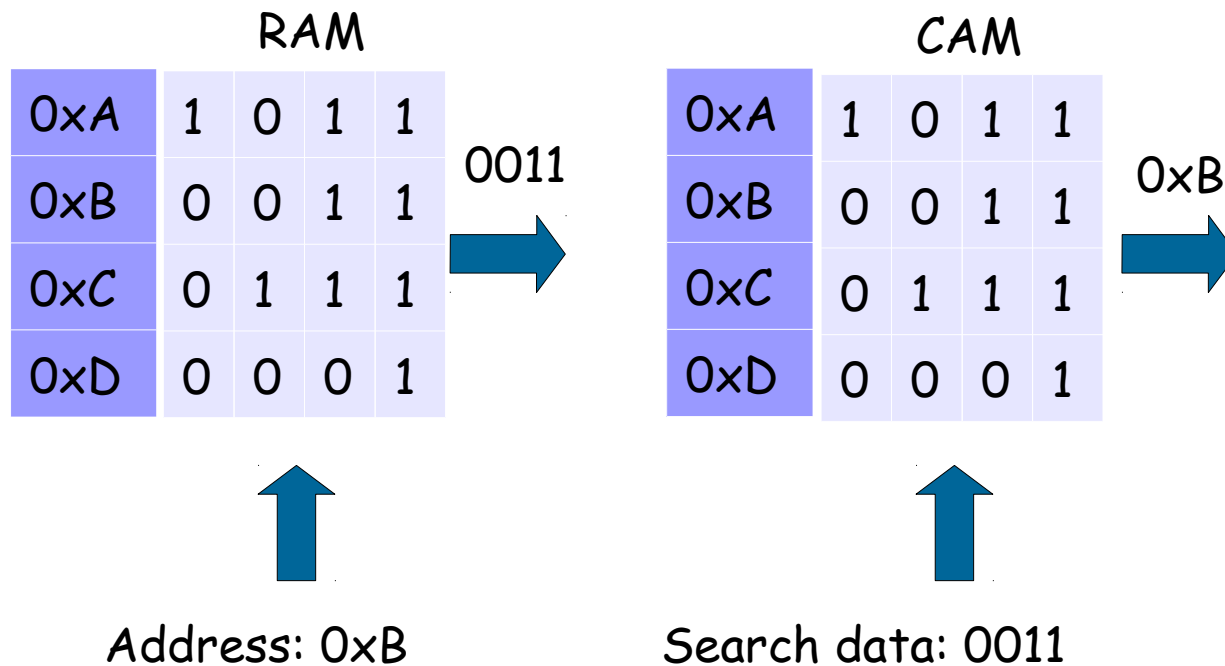 RAM
0xA 1 0 1 1
0xB 0 0 1 1
0xC 0 1 1 1
0xD 0 0 0 1
0011
Address: 0xB
CAM
0xA 1 0 1 1
0xB 0 0 1 1
0xC 0 1 1 1
0xD 0 0 0 1
0xB
Search data: 0011